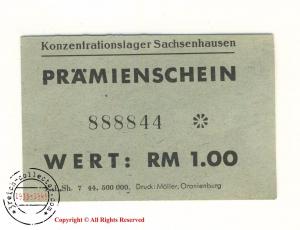 Konzentrationslager Sachsenhausen
PRÄMIENSCHEIN
888844
WERT: RM 1.00
Sh. 7 44. 500 000. Druck: Möller, Oranienburg
Copyright © All Rights Reserved